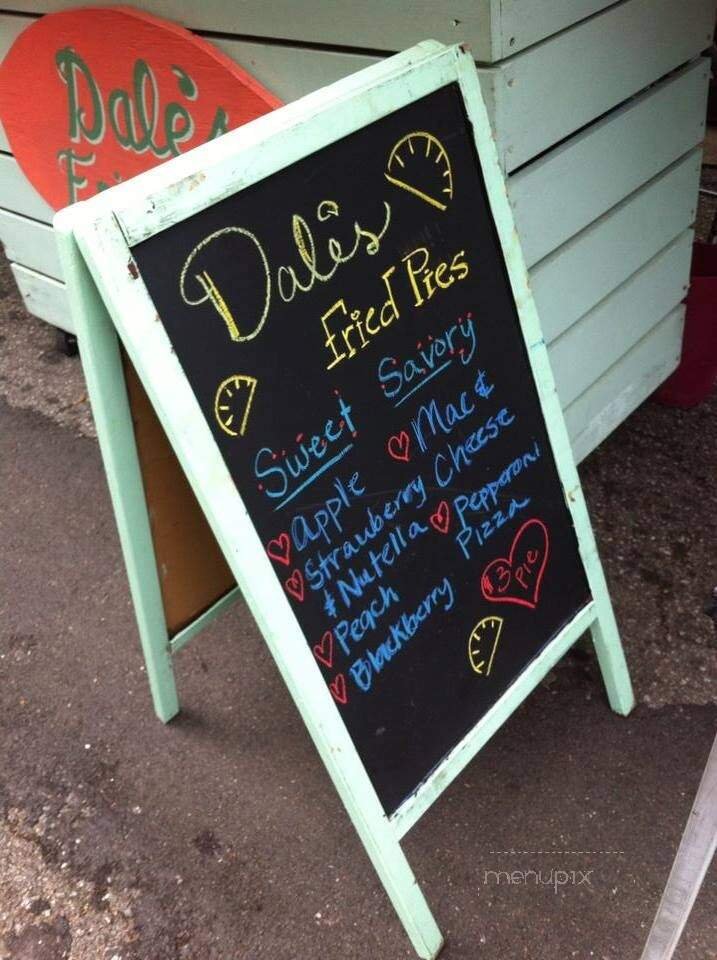 Dale's
Fried Pies
Sweet
apple
Strawberry
& Nutella
Peach
Blackberry
Savory
Mac &
Cheese
Pepperoni
Pizza
$3 pie
Dale's
menupix